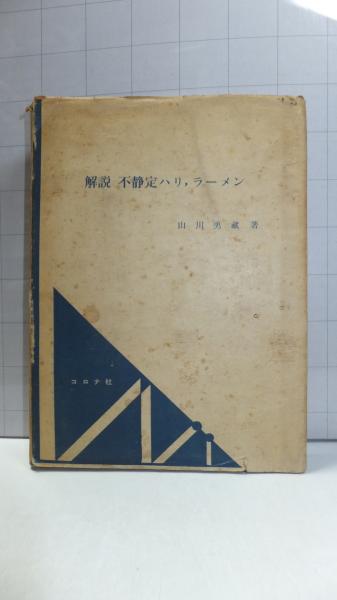 解説 不静定ハリ，ラーメン
山川勇蔵著
コロナ社